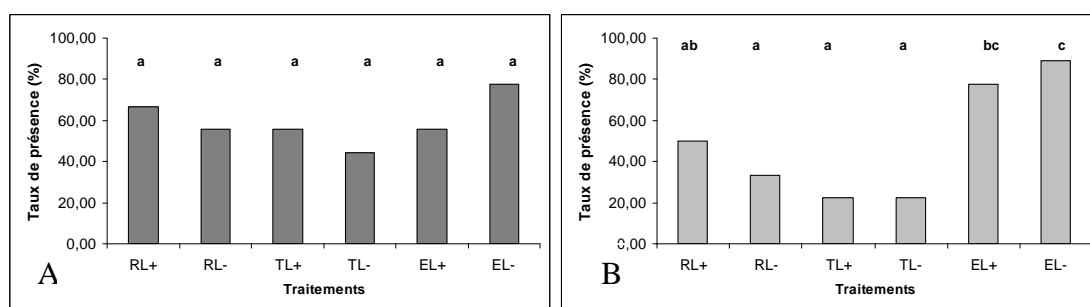 Taux de présence (%)
100,00
80,00
60,00
40,00
20,00
0,00
a a a a a a
RL+ RL- TL+ TL- EL+ EL-
Traitements
A
Taux de présence (%)
100,00
80,00
60,00
40,00
20,00
0,00
ab a a a bc c
RL+ RL- TL+ TL- EL+ EL-
Traitements
B